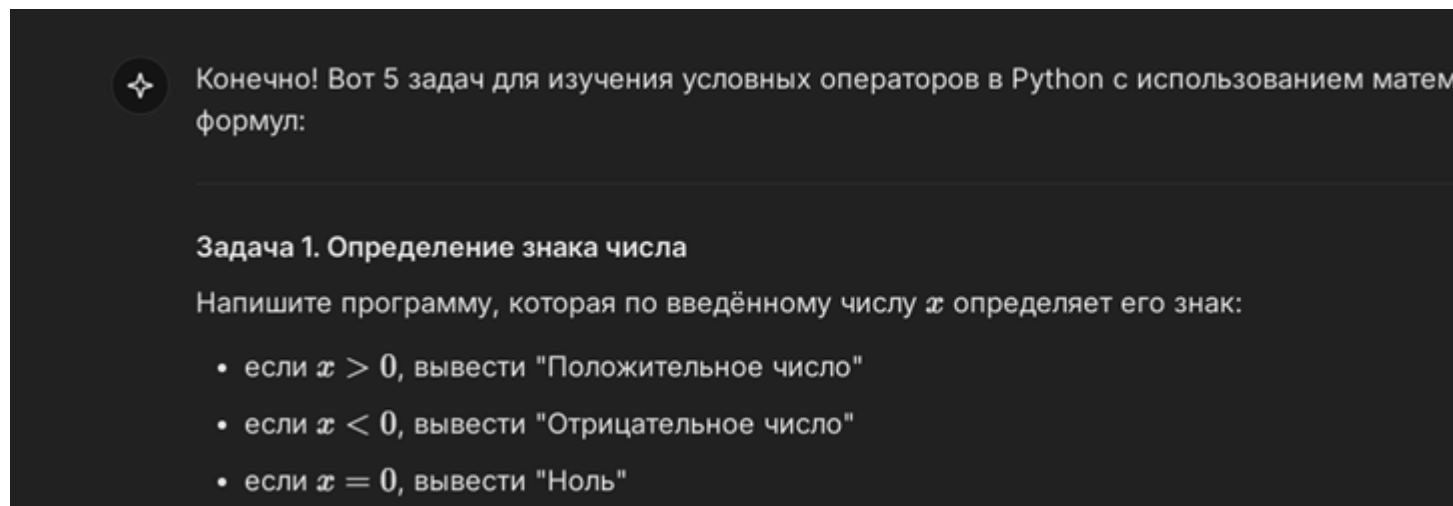 Конечно! Вот 5 задач для изучения условных операторов в Python с использованием
формул:
Задача 1. Определение знака числа
Напишите программу, которая по введённому числу x определяет его знак:
• если x > 0, вывести "Положительное число"
• если x < 0, вывести "Отрицательное число"
• если x = 0, вывести "Ноль"